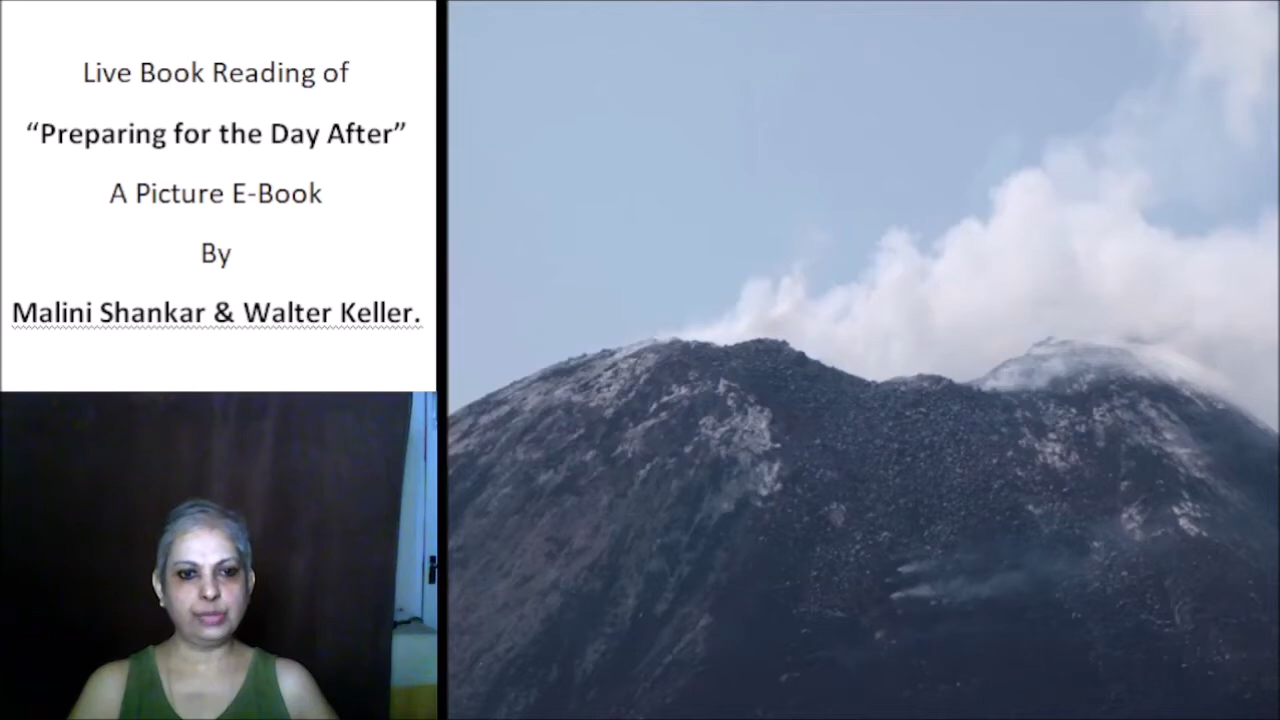 Live Book Reading of
“Preparing for the Day After”
A Picture E-Book
By
Malini Shankar & Walter Keller.